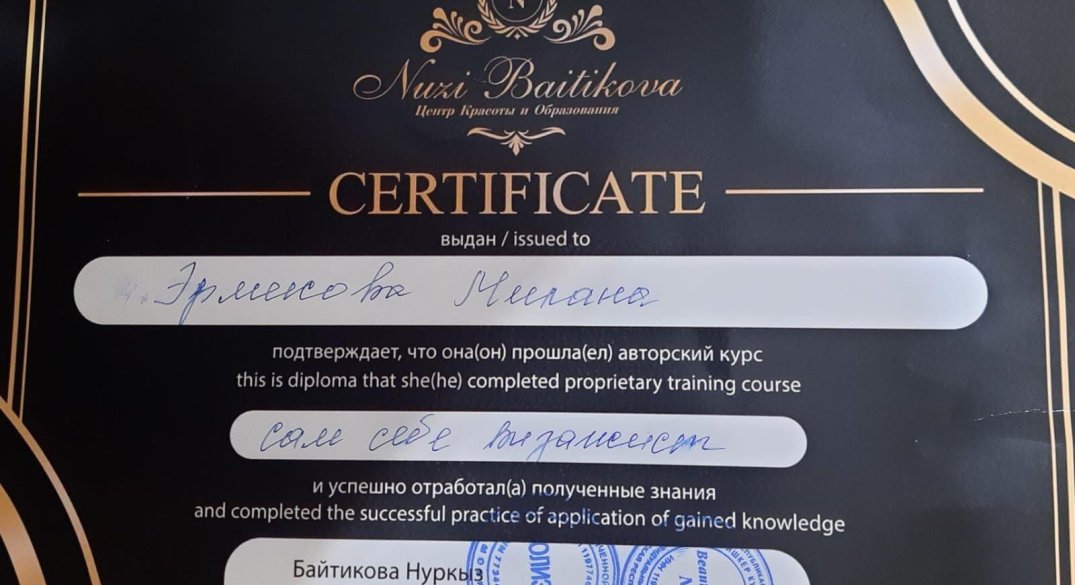 N
Nuzi Baitikova
Центр Красоты и Образования
CERTIFICATE
выдан / issued to
Эрмекова Милана
подтверждает, что она(он) прошла(ел) авторский курс
this is diploma that she(he) completed proprietary training course
сам себе визажист
и успешно отработал(а) полученные знания
and completed the successful practice of application of gained knowledge
Байтикова Нуркыз